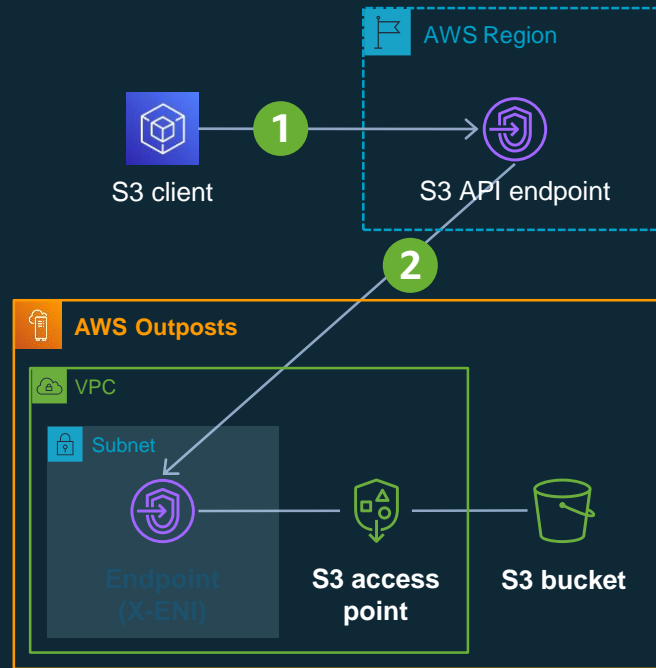 AWS Region
1
S3 client
S3 API endpoint
2
AWS Outposts
VPC
Subnet
Endpoint
(X-ENI)
S3 access
point
S3 bucket